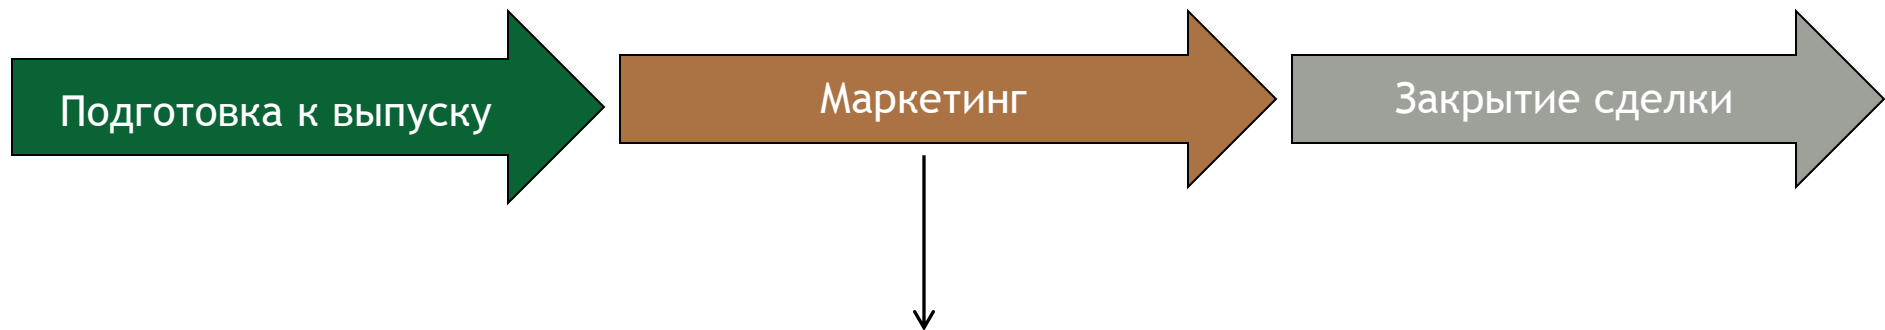 Подготовка к выпуску
Маркетинг
Закрытие сделки